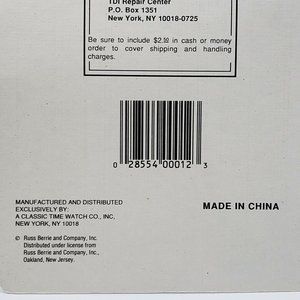 TDI Repair Center
P.O. Box 1351
New York, NY 10018-0725
Be sure to include $2.50 in cash or money
order to cover shipping and handling
charges.
0 28554 00012 3
MANUFACTURED AND DISTRIBUTED
EXCLUSIVELY BY:
A CLASSIC TIME WATCH CO., INC,
NEW YORK, NY 10018
MADE IN CHINA
© Russ Berrie and Company, Inc.
Distributed under license from
Russ Berrie and Company, Inc.,
Oakland, New Jersey.